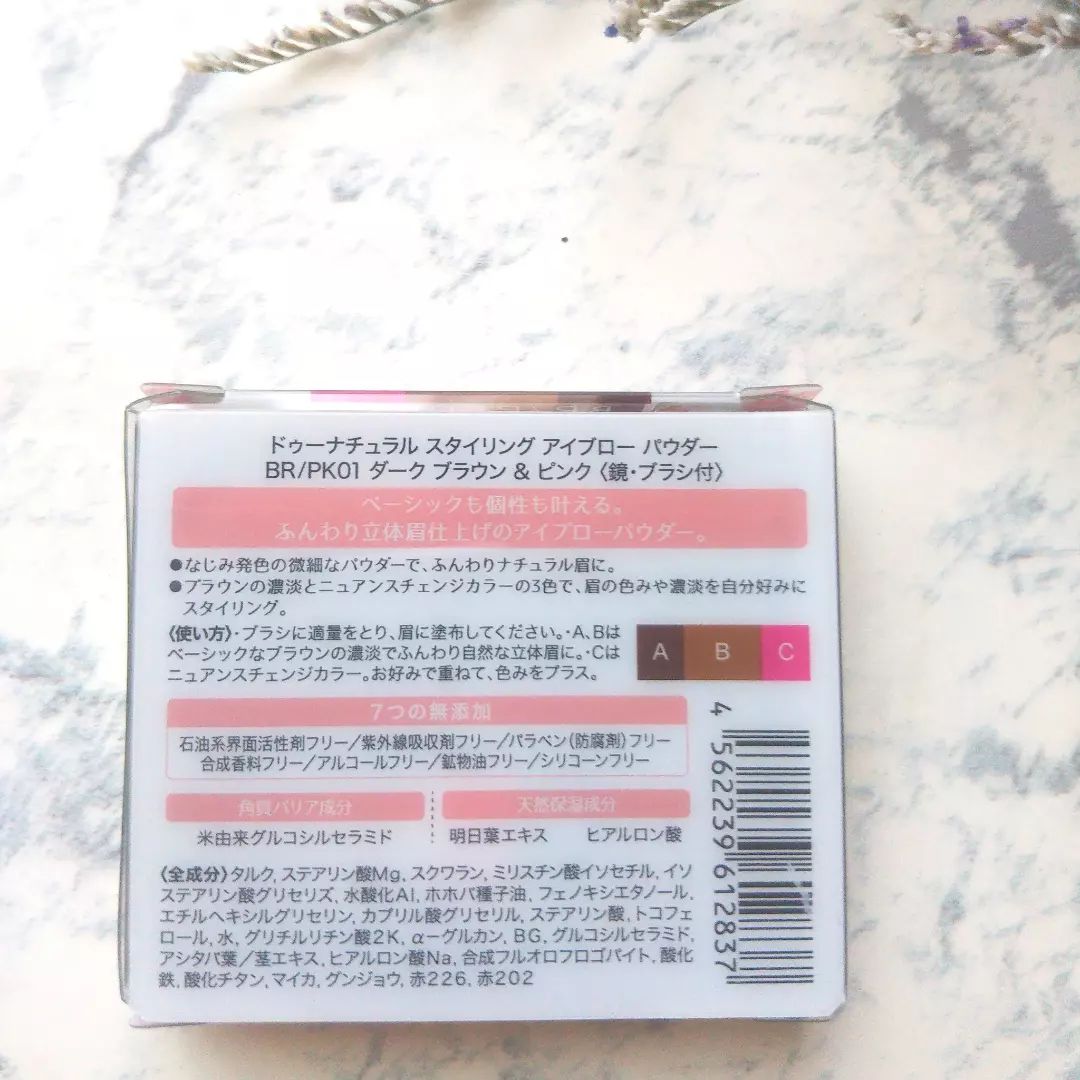 ドゥーナチュラル スタイリング アイブロー パウダー
BR/PK01 ダーク ブラウン & ピンク 〈鏡・ブラシ付〉
ベーシックも個性も叶える。
ふんわり立体眉仕上げのアイブローパウダー。
●なじみ発色の微細なパウダーで、ふんわりナチュラル眉に。
●ブラウンの濃淡とニュアンスチェンジカラーの3色で、眉の色みや濃淡を自分好みに
スタイリング。
〈使い方〉・ブラシに適量をとり、眉に塗布してください。・A、Bは
ベーシックなブラウンの濃淡でふんわり自然な立体眉に。・Cは
ニュアンスチェンジカラー。お好みで重ねて、色みをプラス。
A B C
7つの無添加
石油系界面活性剤フリー/紫外線吸収剤フリー/パラベン(防腐剤)フリー
合成香料フリー/アルコールフリー/鉱物油フリー/シリコーンフリー
角質バリア成分
米由来グルコシルセラミド
天然保湿成分
明日葉エキス ヒアルロン酸
〈全成分〉タルク, ステアリン酸Mg, スクワラン, ミリスチン酸イソセチル, イソ
ステアリン酸グリセリズ, 水酸化Al, ホホバ種子油, フェノキシエタノール,
エチルヘキシルグリセリン, カプリル酸グリセリル, ステアリン酸, トコフェ
ロール, 水, グリチルリチン酸2K, α－グルカン, BG, グルコシルセラミド,
アシタバ葉／茎エキス, ヒアルロン酸Na, 合成フルオロフロゴパイト, 酸化
鉄, 酸化チタン, マイカ, グンジョウ, 赤226, 赤202
4 562239 612837